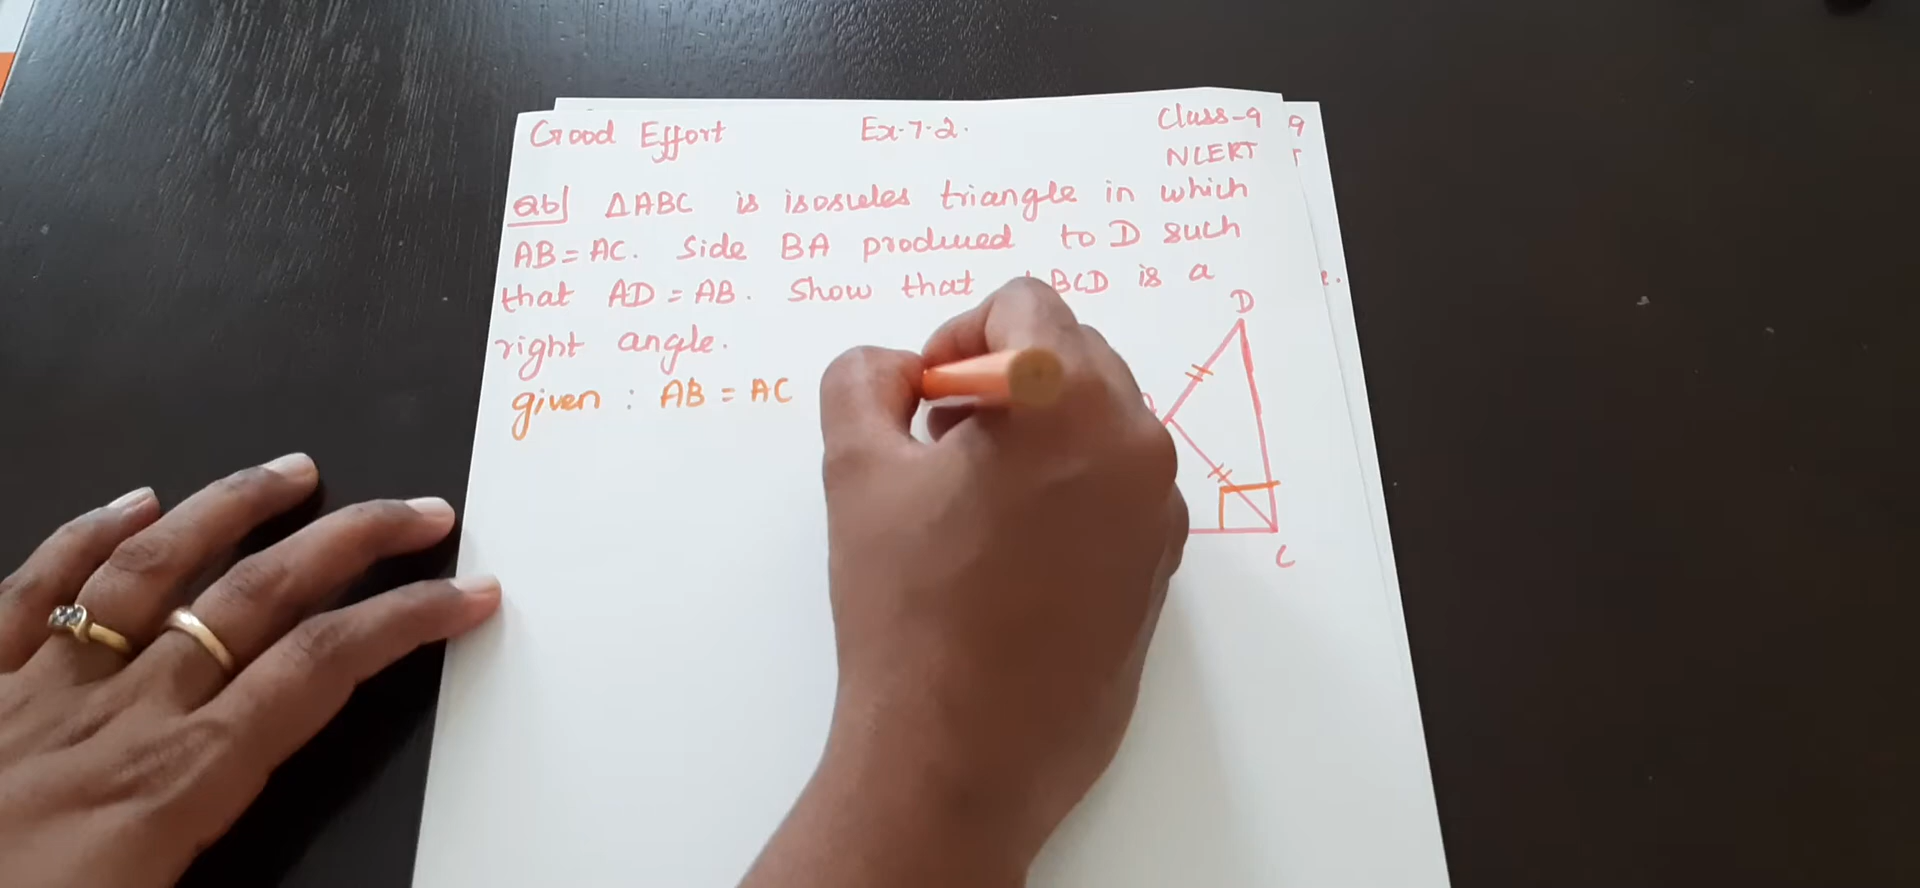 Good Effort Ex.7.2. Class-9
NCERT
Q6 ΔABC is isosceles triangle in which
AB = AC. Side BA produced to D such
that AD = AB. Show that BCD is a
right angle.
given : AB = AC
D
C
9